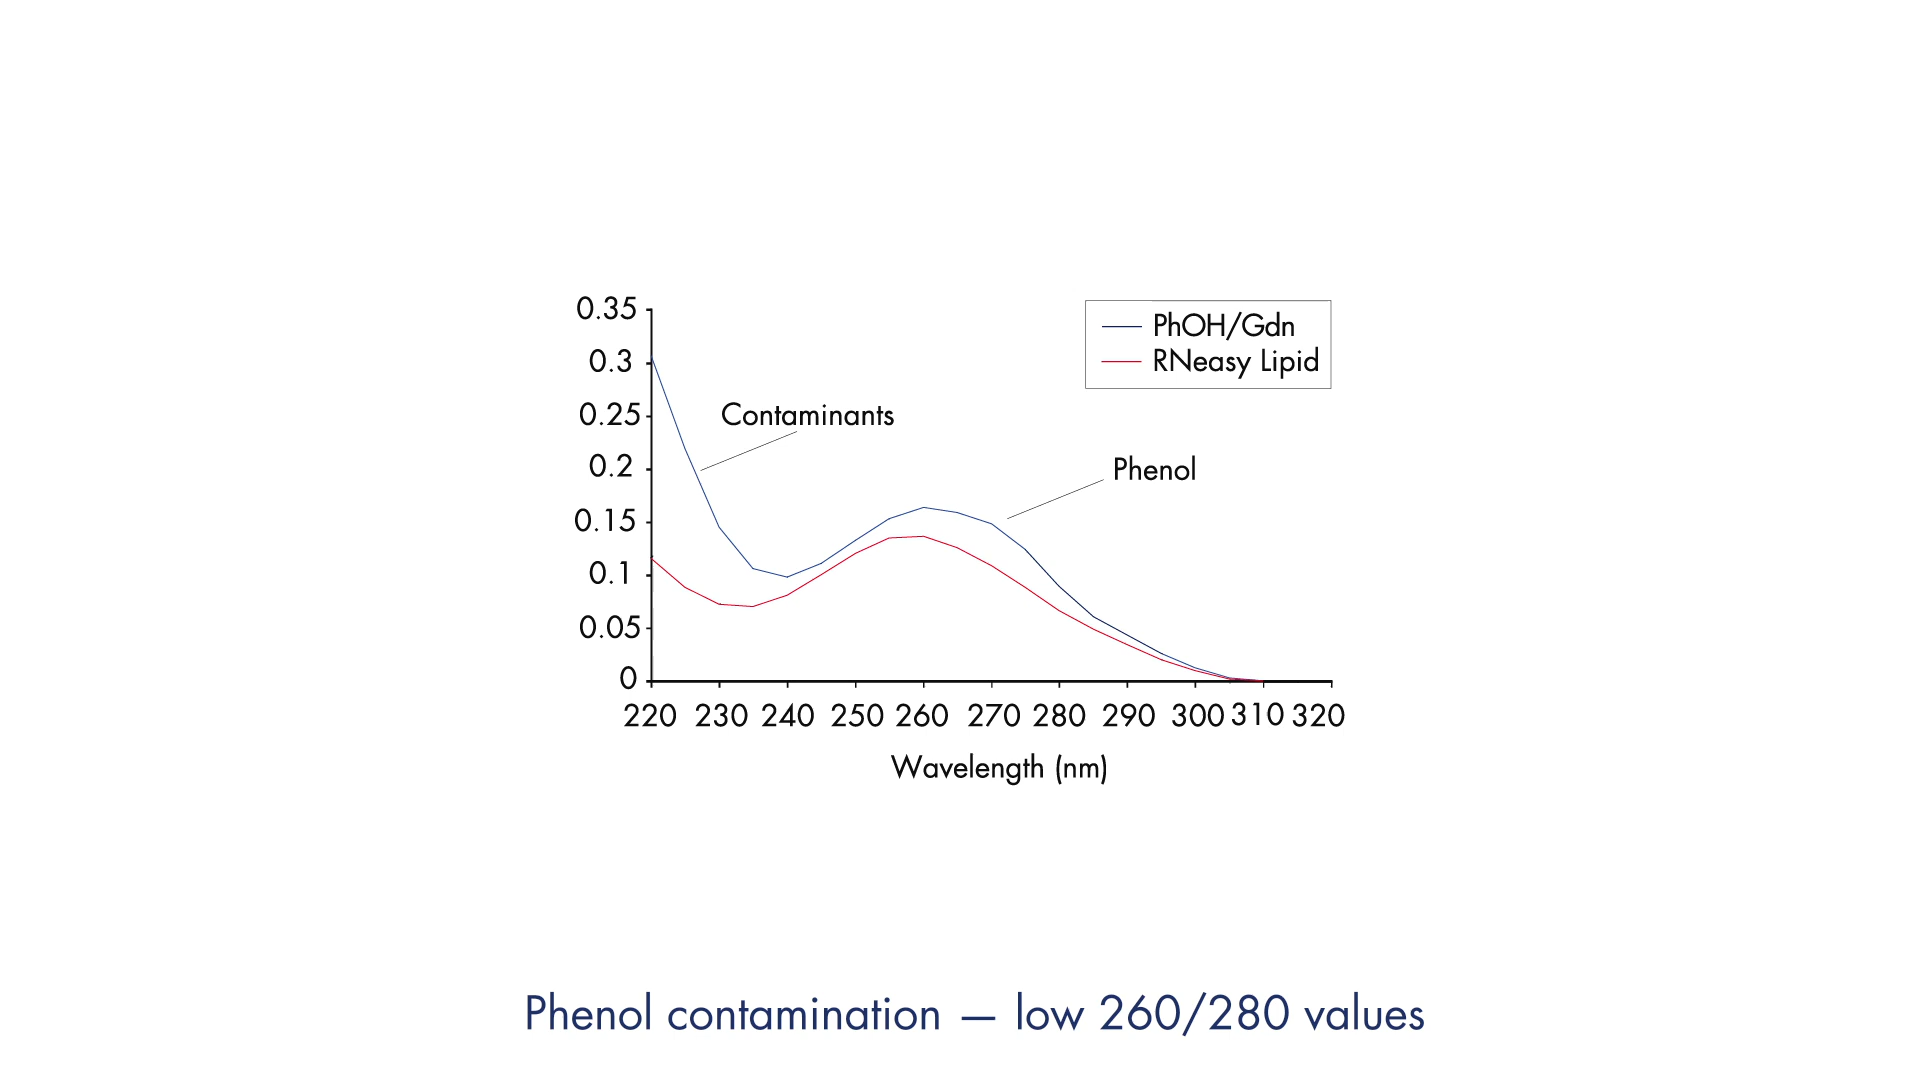 0.35
0.3
0.25
0.2
0.15
0.1
0.05
0
PhOH/Gdn
RNeasy Lipid
Contaminants
Phenol
220 230 240 250 260 270 280 290 300 310 320
Wavelength (nm)
Phenol contamination — low 260/280 values